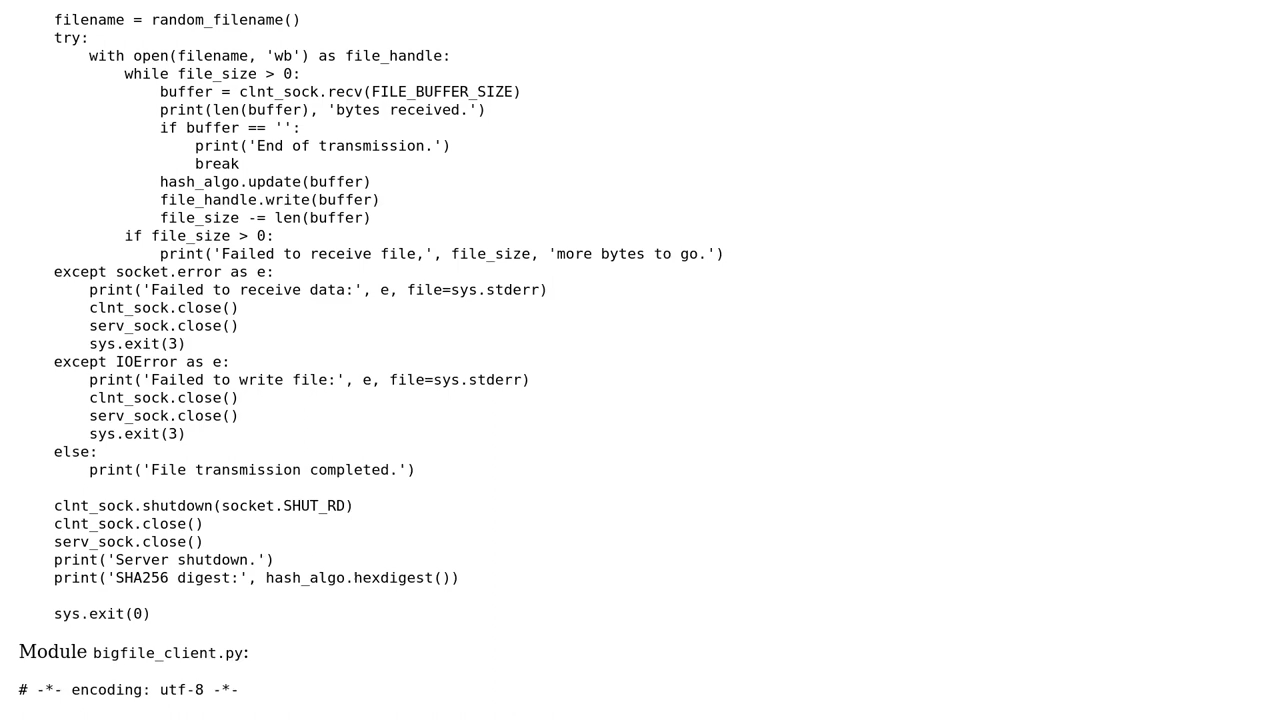 filename = random_filename()
try:
with open(filename, 'wb') as file_handle:
while file_size > 0:
buffer = clnt_sock.recv(FILE_BUFFER_SIZE)
print(len(buffer), 'bytes received.')
if buffer == '':
print('End of transmission.')
break
hash_algo.update(buffer)
file_handle.write(buffer)
file_size -= len(buffer)
if file_size > 0:
print('Failed to receive file,', file_size, 'more bytes to go.')
except socket.error as e:
print('Failed to receive data:', e, file=sys.stderr)
clnt_sock.close()
serv_sock.close()
sys.exit(3)
except IOError as e:
print('Failed to write file:', e, file=sys.stderr)
clnt_sock.close()
serv_sock.close()
sys.exit(3)
else:
print('File transmission completed.')
clnt_sock.shutdown(socket.SHUT_RD)
clnt_sock.close()
serv_sock.close()
print('Server shutdown.')
print('SHA256 digest:', hash_algo.hexdigest())
sys.exit(0)
Module bigfile_client.py:
# -*- encoding: utf-8 -*-